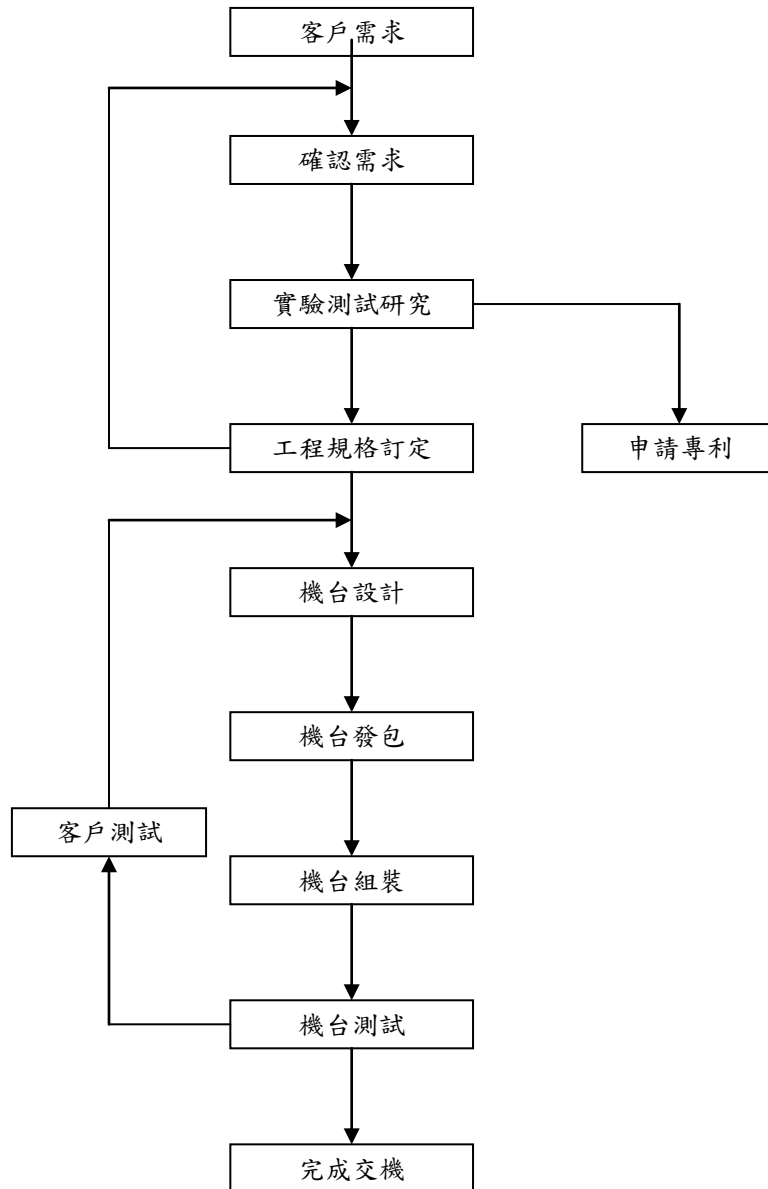 客戶需求
確認需求
實驗測試研究
工程規格訂定
申請專利
機台設計
機台發包
客戶測試
機台組裝
機台測試
完成交機